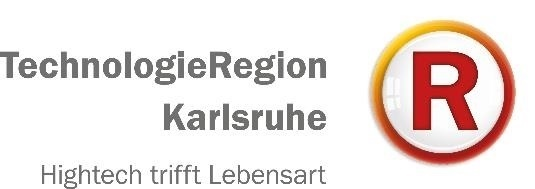 TechnologieRegion
Karlsruhe
R
Hightech trifft Lebensart